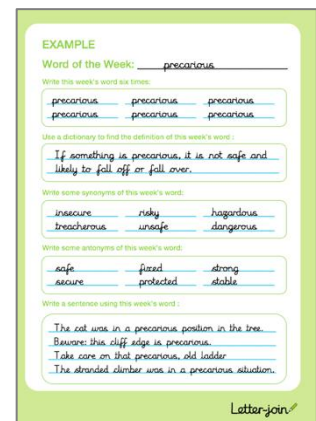 EXAMPLE
Word of the Week: precarious
Write this week's word six times:
precarious precarious precarious
precarious precarious precarious
Use a dictionary to find the definition of this week's word :
If something is precarious, it is not safe and
likely to fall off or fall over.
Write some synonyms of this week's word:
insecure risky hazardous
treacherous unsafe dangerous
Write some antonyms of this week's word:
safe fixed strong
secure protected stable
Write a sentence using this week's word :
The cat was in a precarious position in the tree.
Beware: this cliff edge is precarious.
Take care on that precarious, old ladder
The stranded climber was in a precarious situation.
Letter-join